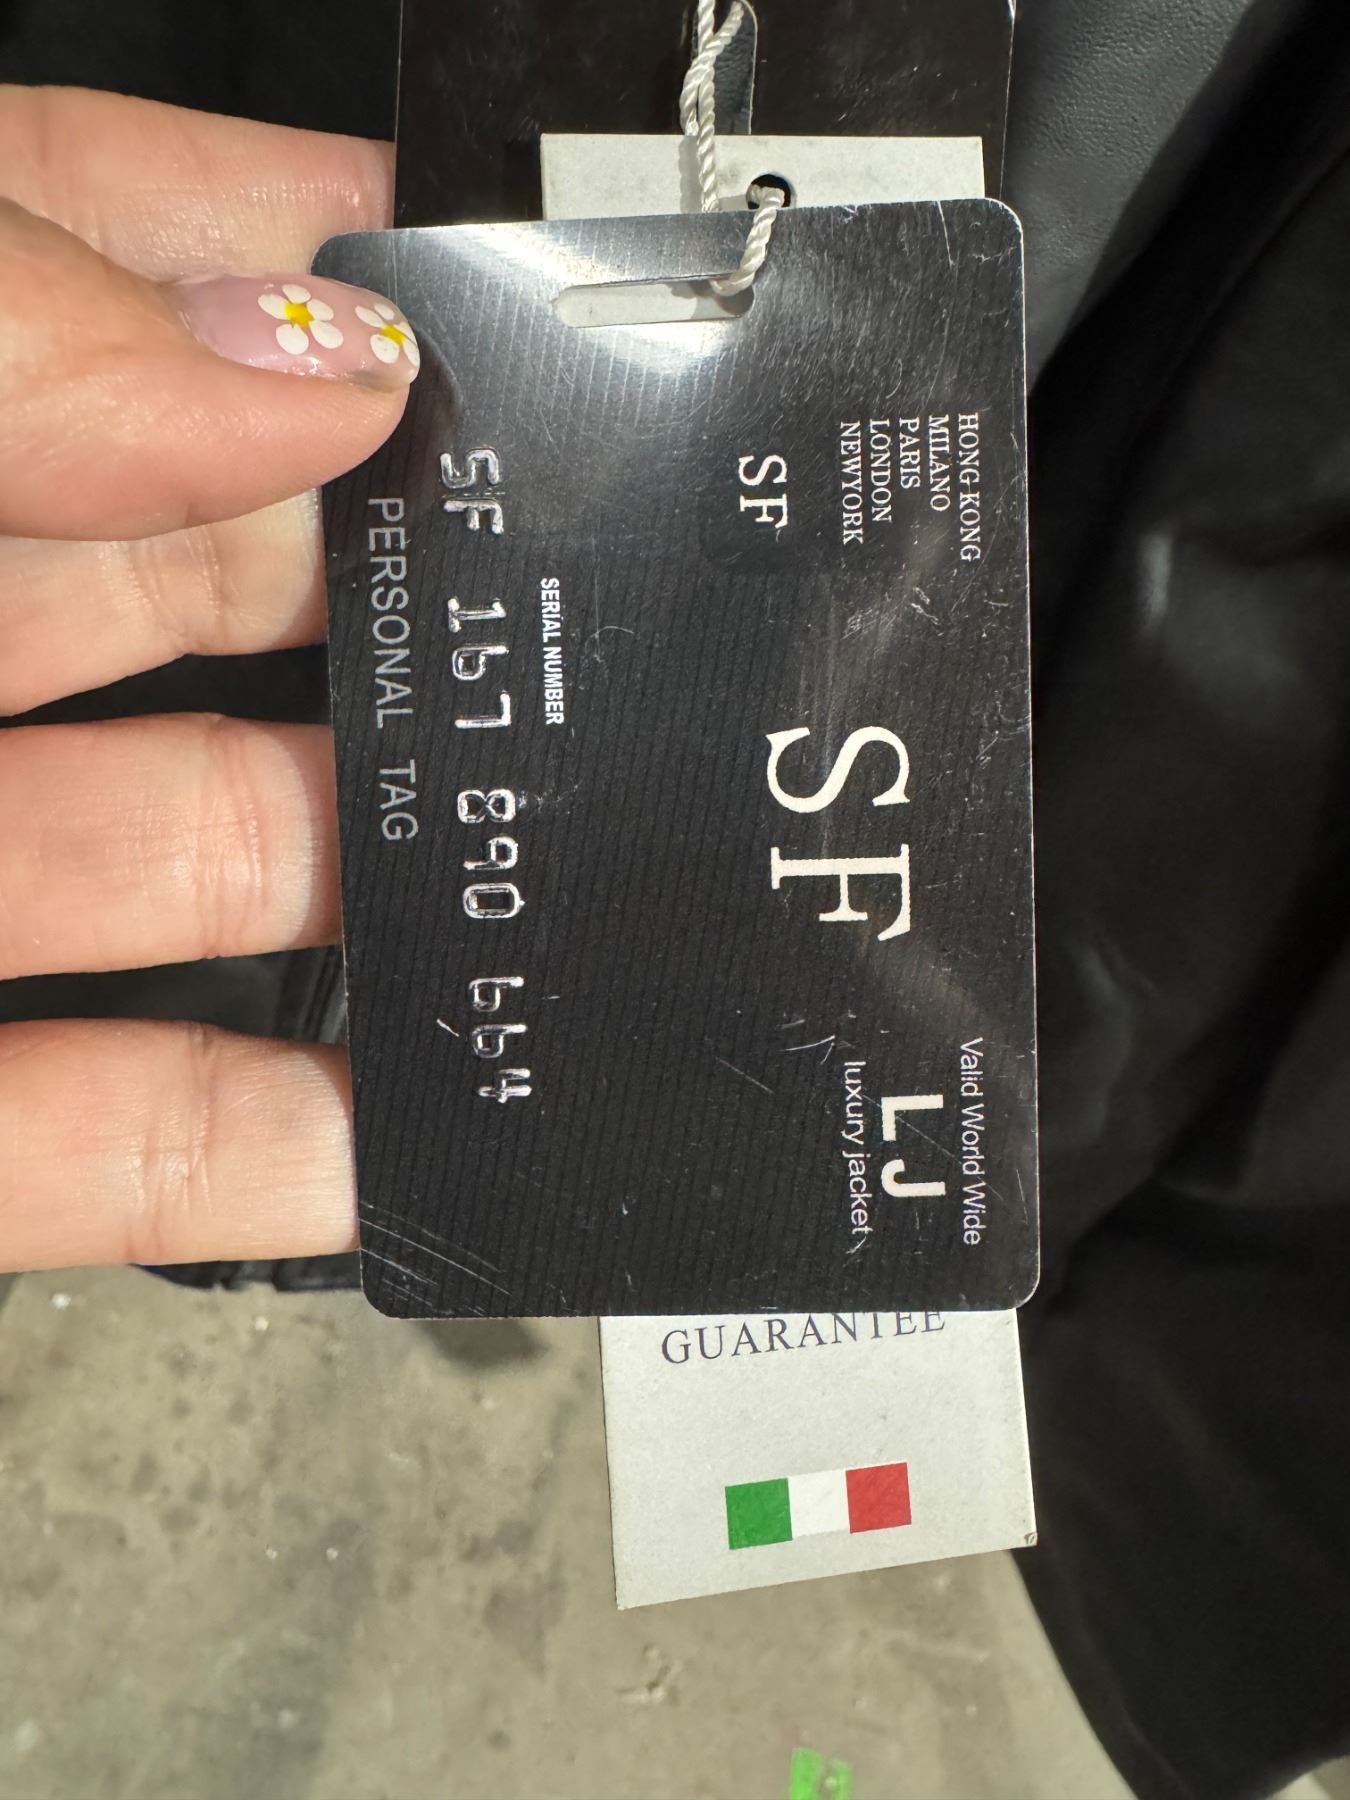 HONG KONG
MILANO
PARIS
LONDON
NEWYORK
SF
SF
Valid World Wide
LJ
luxury jacket
SERIAL NUMBER
SF 167 890 664
PERSONAL TAG
GUARANTEE